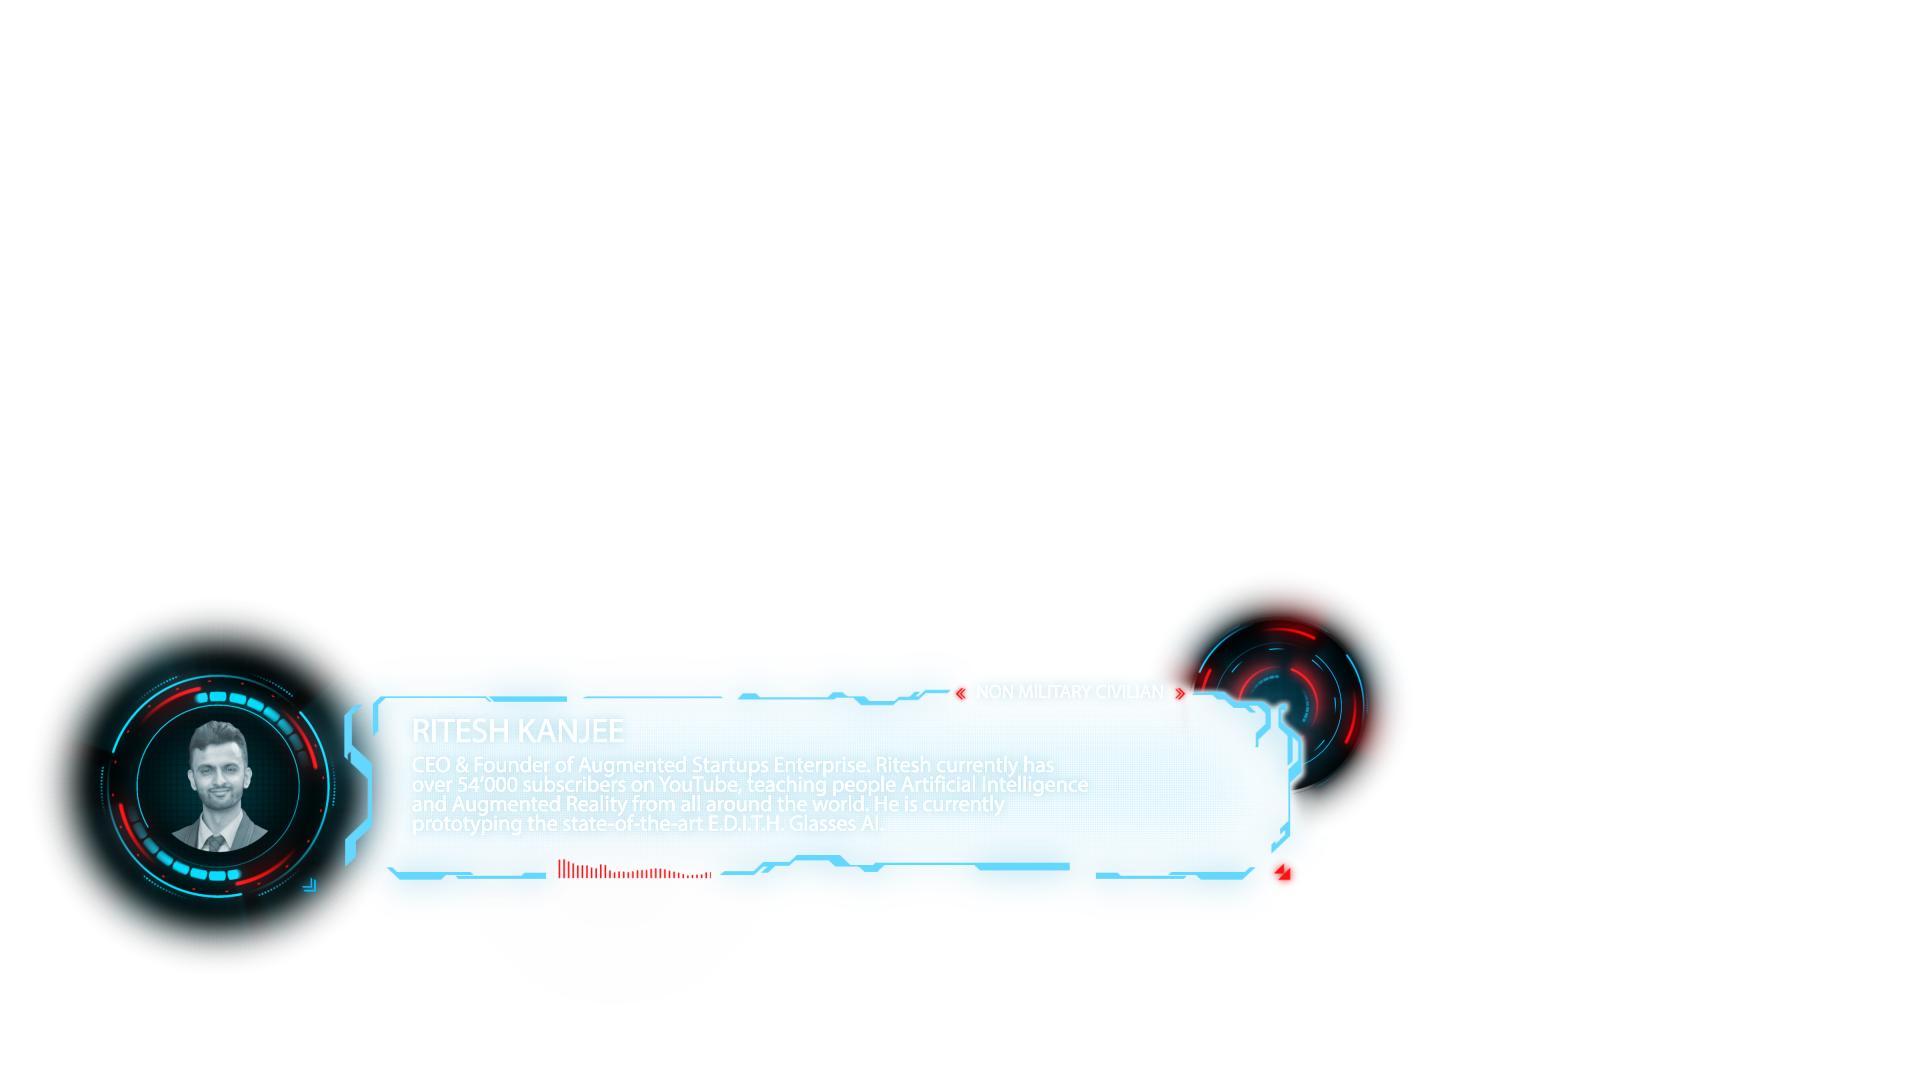 NON MILITARY CIVILIAN
RITESH KANJEE
CEO & Founder of Augmented Startups Enterprise. Ritesh currently has
over 54’000 subscribers on YouTube, teaching people Artificial Intelligence
and Augmented Reality from all around the world. He is currently
prototyping the state-of-the-art E.D.I.T.H. Glasses AI.